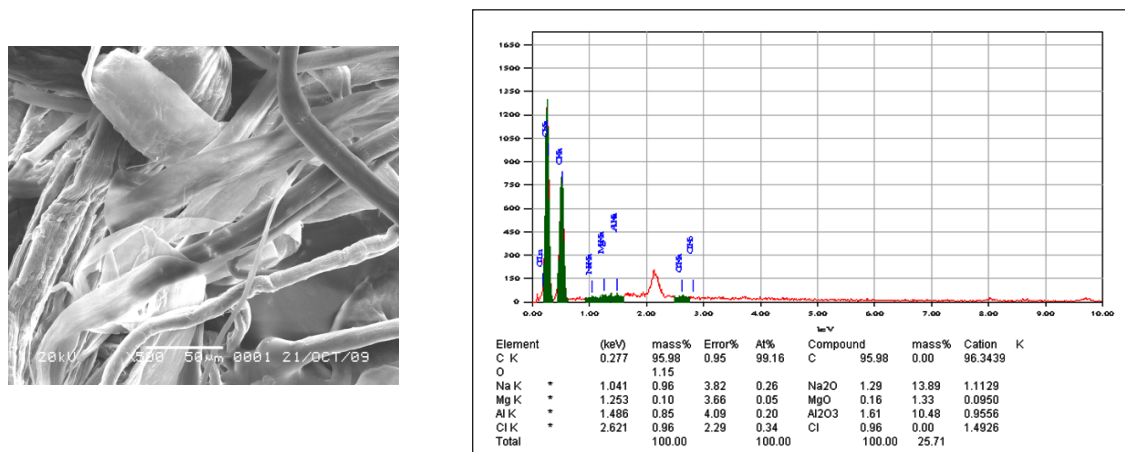 20kU X500 50µm 0001 21/OCT/09
1650
1500
1350
1200
1050
900
750
600
450
300
150
0
0.00 1.00 2.00 3.00 4.00 5.00 6.00 7.00 8.00 9.00 10.00
keV
Element (keV) mass% Error% At% Compound mass% Cation K
C K 0.277 95.98 0.95 99.16 C 95.98 0.00 96.3439
O 1.15
Na K * 1.041 0.96 3.82 0.26 Na2O 1.29 13.89 1.1129
Mg K * 1.253 0.10 3.66 0.05 MgO 0.16 1.33 0.0950
Al K * 1.486 0.85 4.09 0.20 Al2O3 1.61 10.48 0.9556
Cl K * 2.621 0.96 2.29 0.34 Cl 0.96 0.00 1.4926
Total 100.00 100.00 100.00 25.71